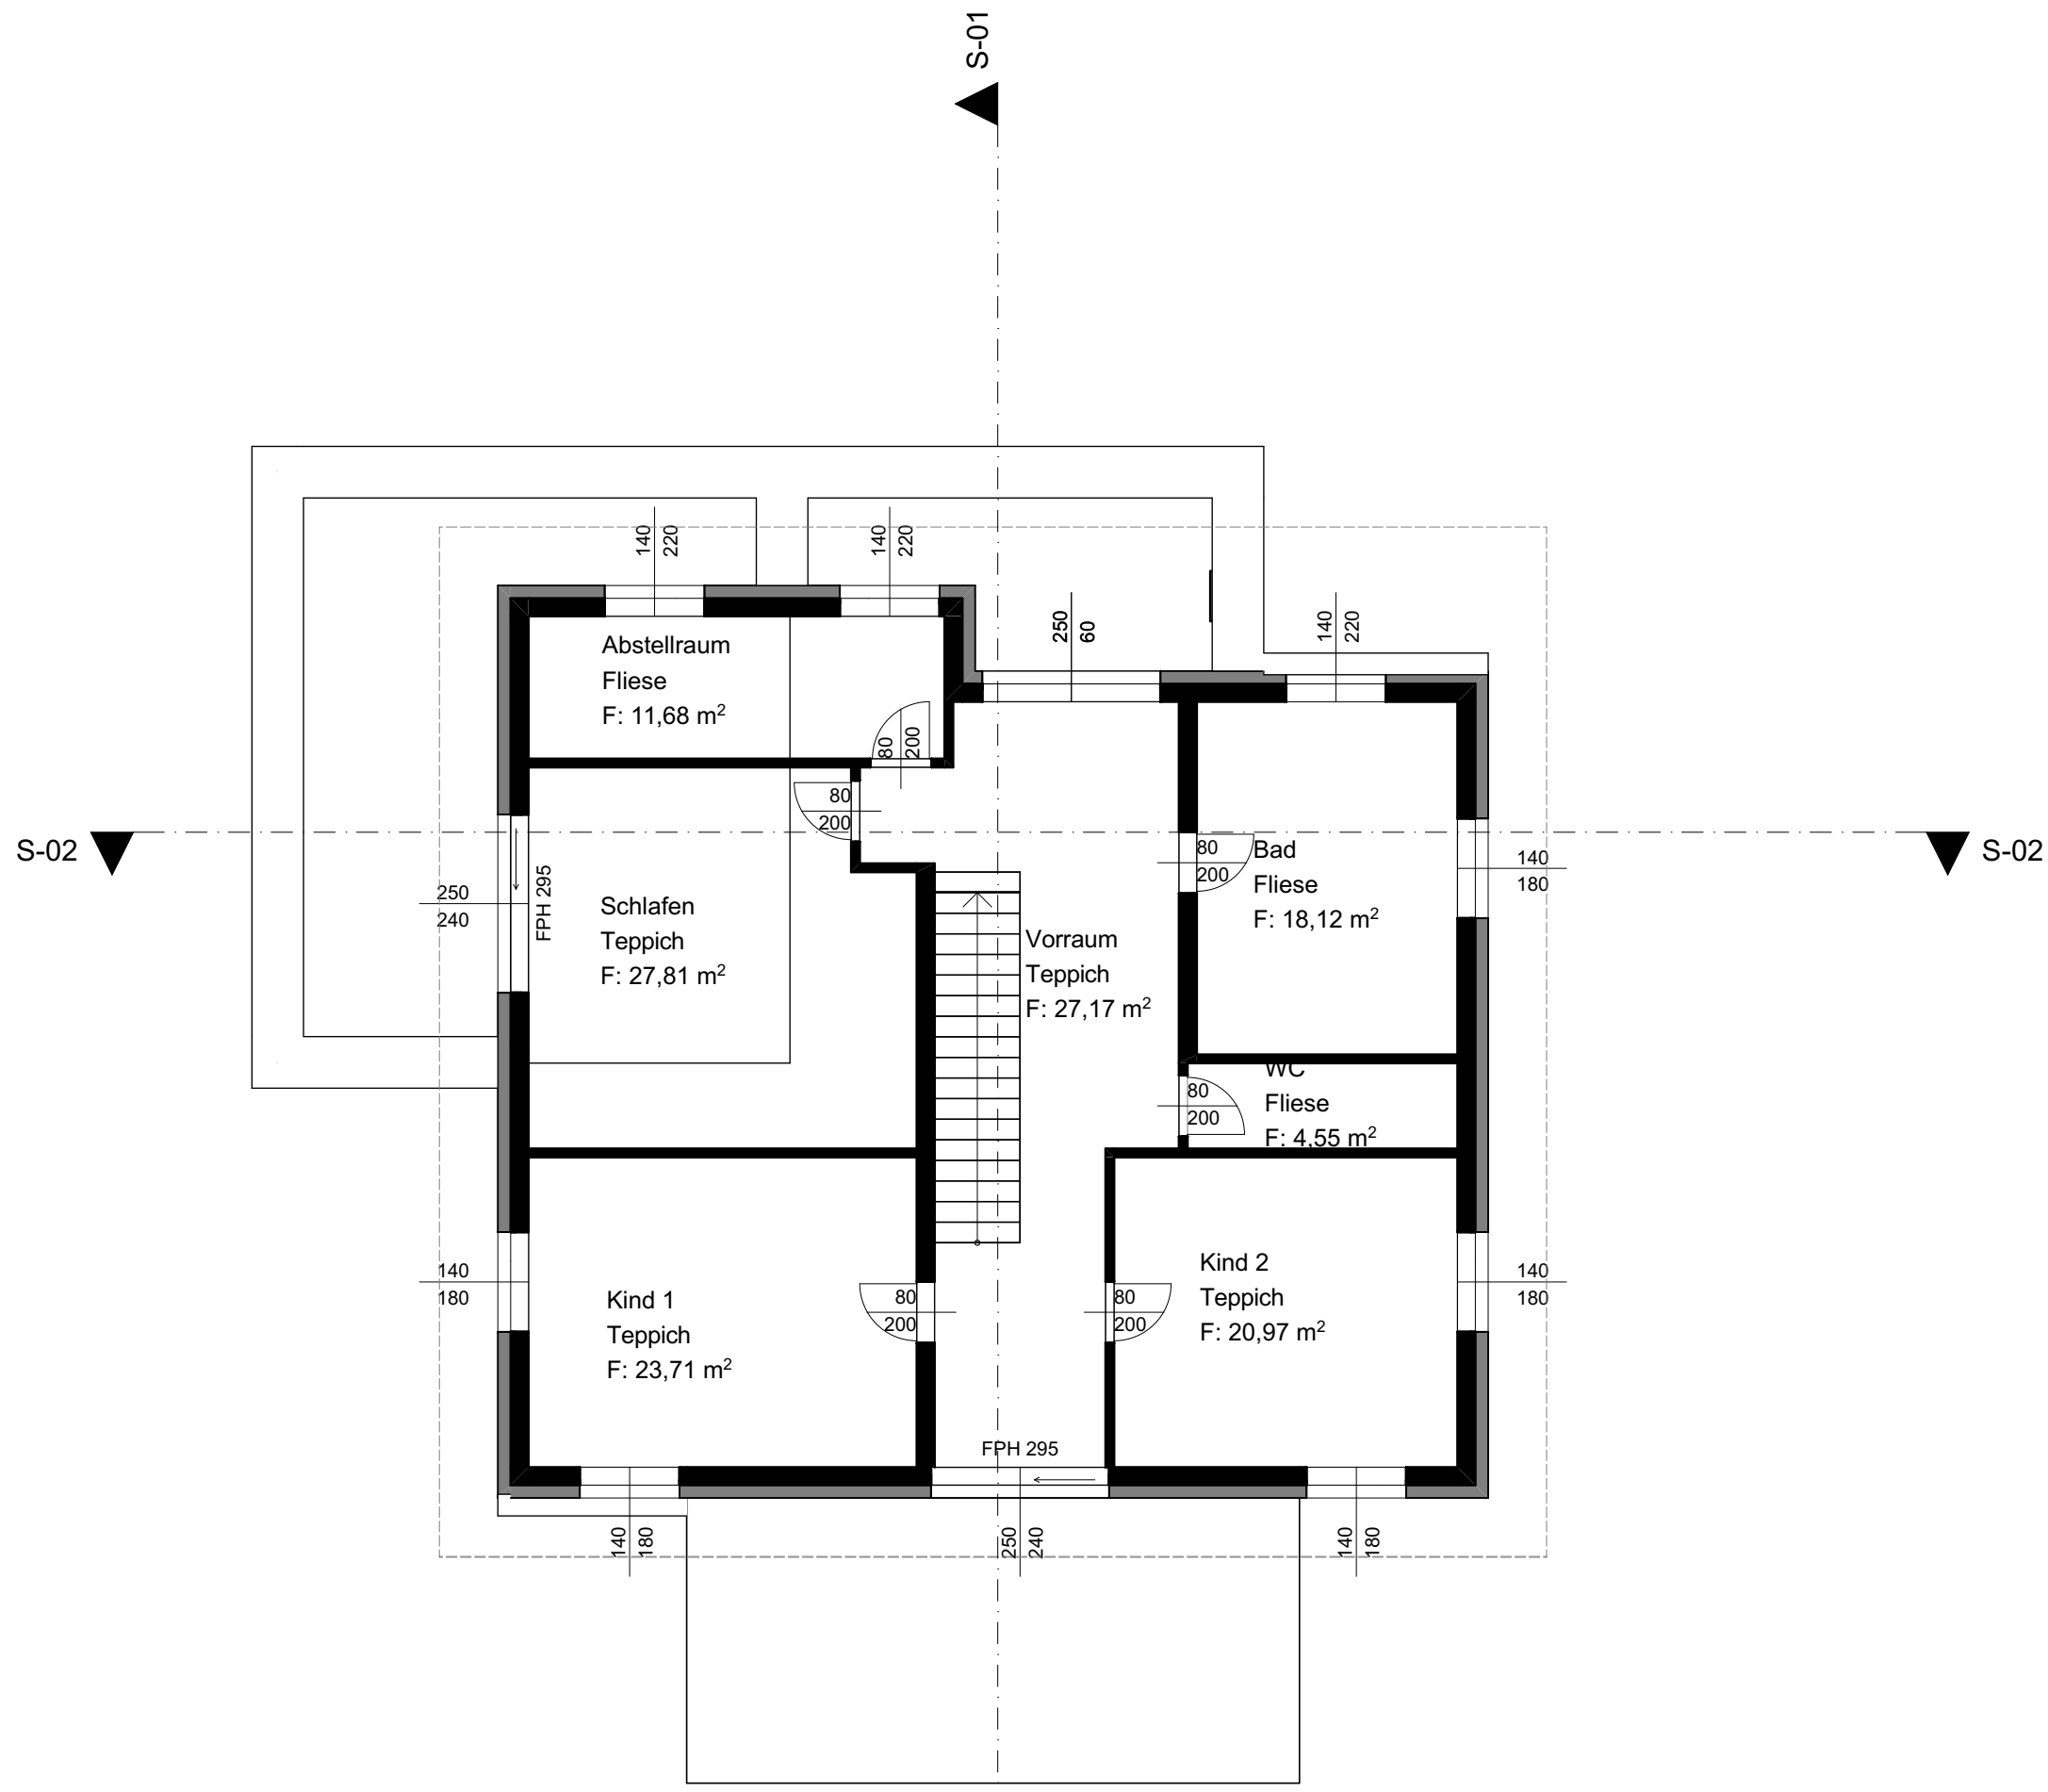 S-01
140
220
140
220
250
60
140
220
Abstellraum
Fliese
F: 11,68 m²
80
200
80
200
S-02
S-02
250
240
FPH 295
Schlafen
Teppich
F: 27,81 m²
Vorraum
Teppich
F: 27,17 m²
80
200
Bad
Fliese
F: 18,12 m²
140
180
80
200
WC
Fliese
F: 4,55 m²
140
180
Kind 1
Teppich
F: 23,71 m²
80
200
80
200
Kind 2
Teppich
F: 20,97 m²
140
180
FPH 295
140
180
250
240
140
180